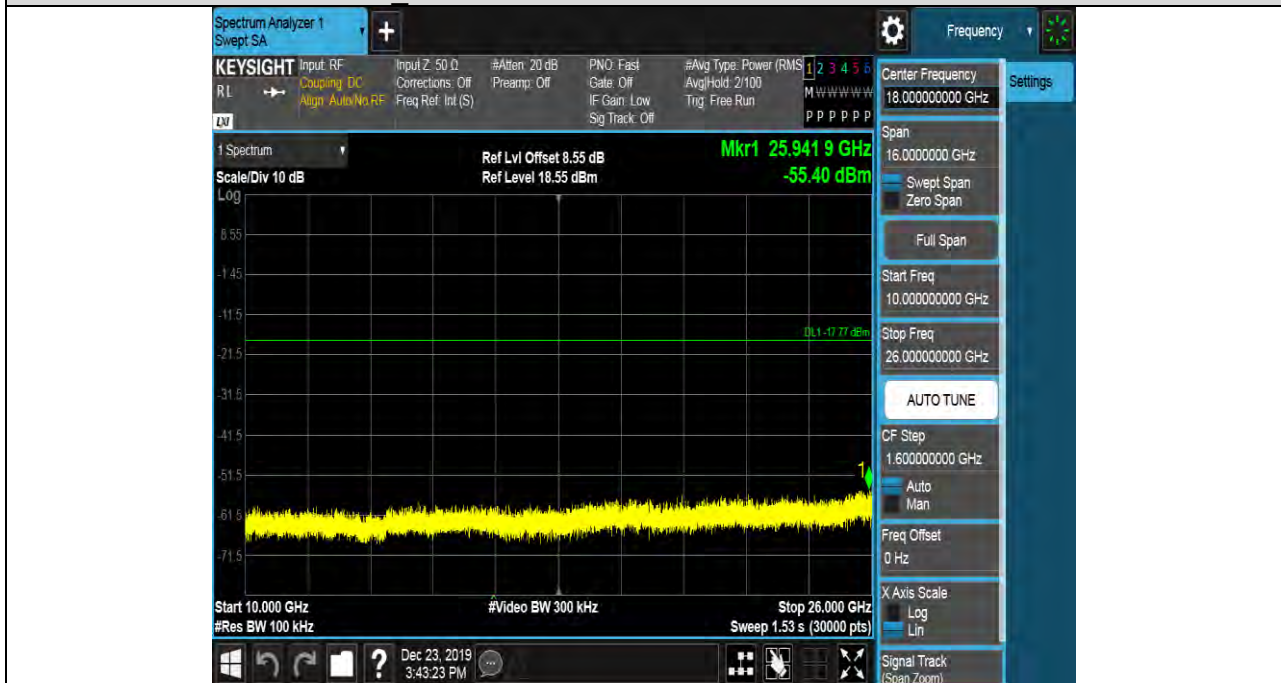 Spectrum Analyzer 1
Swept SA
+
Frequency
KEYSIGHT
RL
LXI
Input: RF
Coupling: DC
Align: Auto/No RF
Input Z: 50 Ω
Corrections: Off
Freq Ref: Int (S)
#Atten: 20 dB
Preamp: Off
PNO: Fast
Gate: Off
IF Gain: Low
Sig Track: Off
#Avg Type: Power (RMS
Avg|Hold: 2/100
Trig: Free Run
1 2 3 4 5 6
M W W W W W
P P P P P P
1 Spectrum
Scale/Div 10 dB
Log
Ref Lvl Offset 8.55 dB
Ref Level 18.55 dBm
Mkr1 25.941 9 GHz
-55.40 dBm
8.55
-1.45
-11.5
-21.5
-31.5
-41.5
-51.5
-61.5
-71.5
DL1 -17.77 dBm
1
Start 10.000 GHz
#Res BW 100 kHz
#Video BW 300 kHz
Stop 26.000 GHz
Sweep 1.53 s (30000 pts)
Dec 23, 2019
3:43:23 PM
?
Center Frequency
18.000000000 GHz
Settings
Span
16.0000000 GHz
Swept Span
Zero Span
Full Span
Start Freq
10.000000000 GHz
Stop Freq
26.000000000 GHz
AUTO TUNE
CF Step
1.600000000 GHz
Auto
Man
Freq Offset
0 Hz
X Axis Scale
Log
Lin
Signal Track
(Span Zoom)